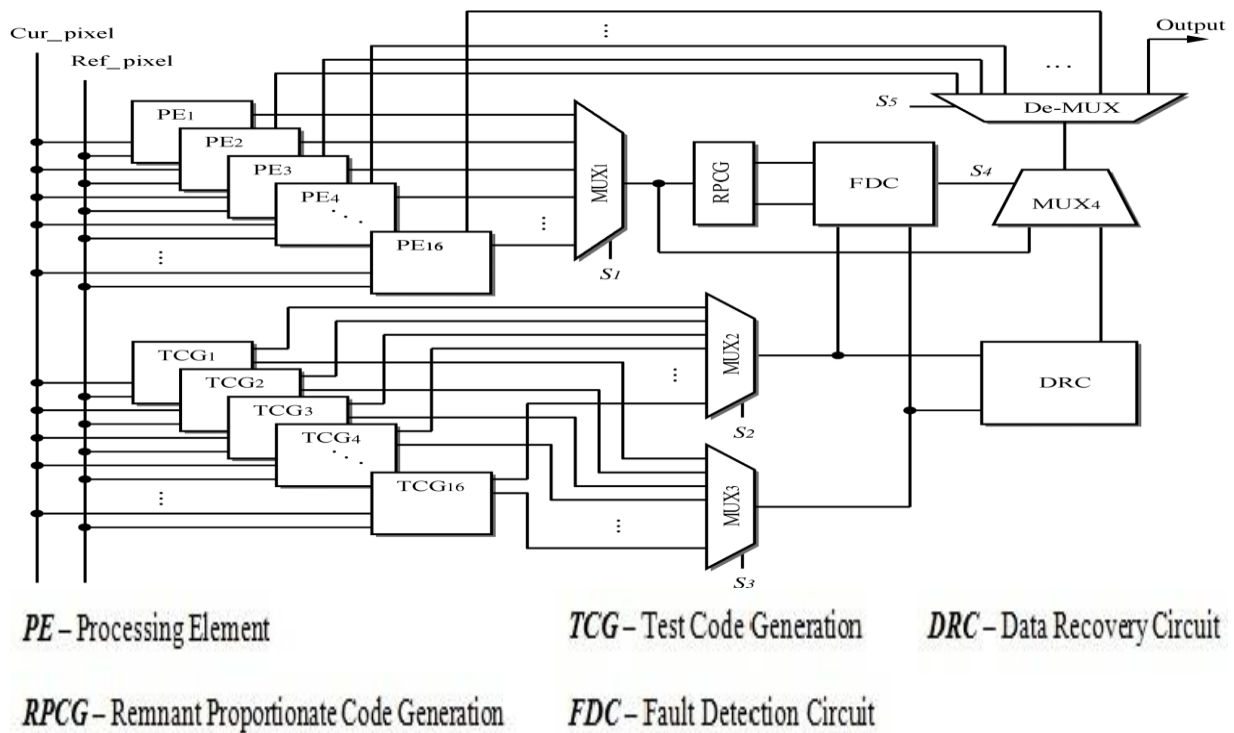 Cur_pixel
Ref_pixel
Output
PE1
PE2
PE3
PE4
PE16
MUX1
S1
RPCG
FDC
S4
S5
De-MUX
MUX4
TCG1
TCG2
TCG3
TCG4
TCG16
MUX2
S2
MUX3
S3
DRC
PE – Processing Element
TCG – Test Code Generation
DRC – Data Recovery Circuit
RPCG – Remnant Proportionate Code Generation
FDC – Fault Detection Circuit